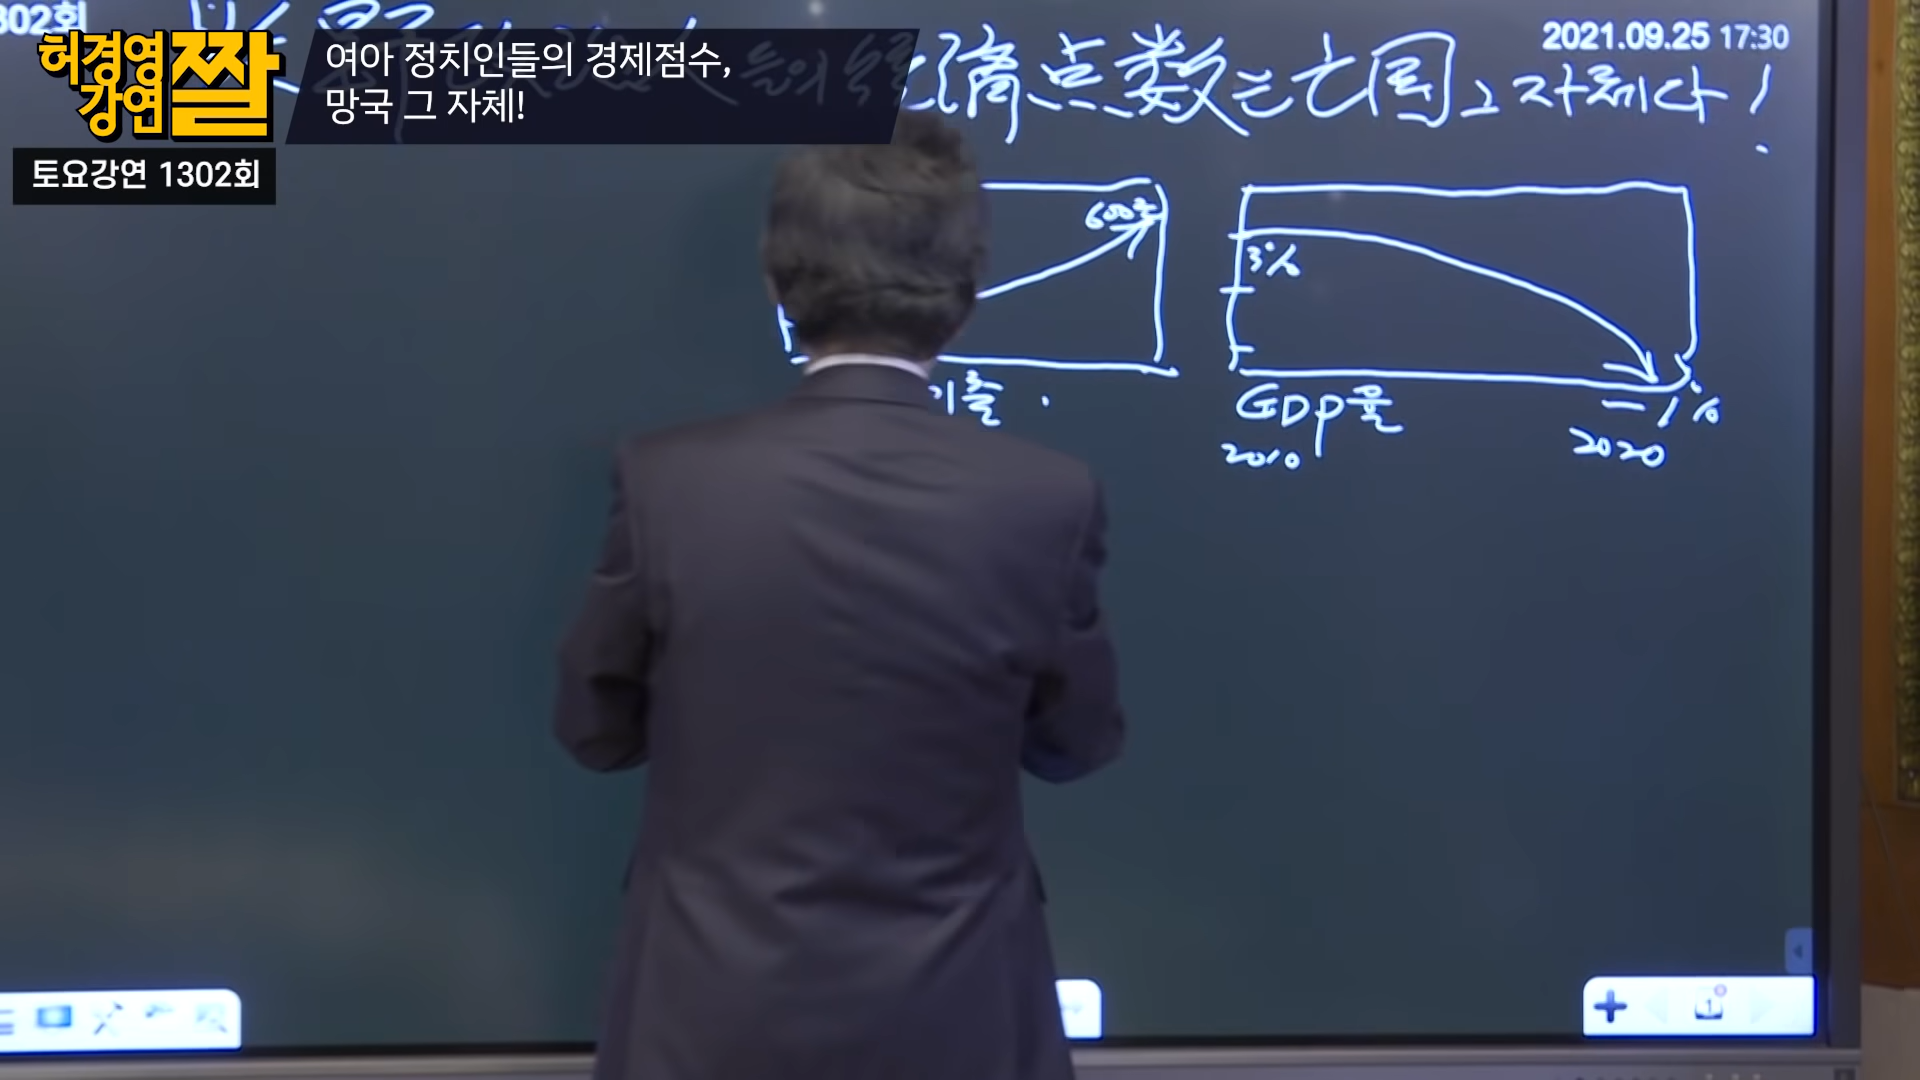 302회
허경영
강연
짤
여아 정치인들의 경제점수,
망국 그 자체!
토요강연 1302회
2021.09.25 17:30
点数는 亡国 그 자체다!
600조
3%
기출
GDP율
-1%
2010
2020
1